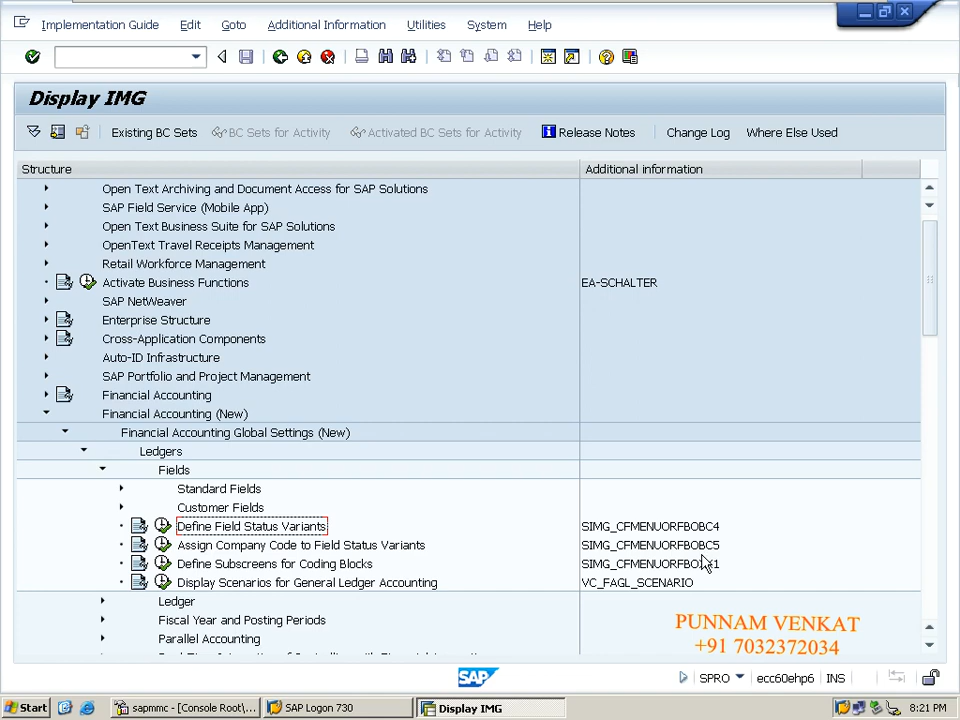 Implementation Guide Edit Goto Additional Information Utilities System Help
Display IMG
Existing BC Sets BC Sets for Activity Activated BC Sets for Activity Release Notes Change Log Where Else Used
Structure Additional information
Open Text Archiving and Document Access for SAP Solutions
SAP Field Service (Mobile App)
Open Text Business Suite for SAP Solutions
OpenText Travel Receipts Management
Retail Workforce Management
Activate Business Functions EA-SCHALTER
SAP NetWeaver
Enterprise Structure
Cross-Application Components
Auto-ID Infrastructure
SAP Portfolio and Project Management
Financial Accounting
Financial Accounting (New)
Financial Accounting Global Settings (New)
Ledgers
Fields
Standard Fields
Customer Fields
Define Field Status Variants SIMG_CFMENUORFBOBC4
Assign Company Code to Field Status Variants SIMG_CFMENUORFBOBC5
Define Subscreens for Coding Blocks
Display Scenarios for General Ledger Accounting VC_FAGL_SCENARIO
Ledger
Fiscal Year and Posting Periods
Parallel Accounting
PUNNAM VENKAT
+91 7032372034
SAP SPRO ecc60ehp6 INS
Start sapmmc - [Console Root\... SAP Logon 730 Display IMG 8:21 PM